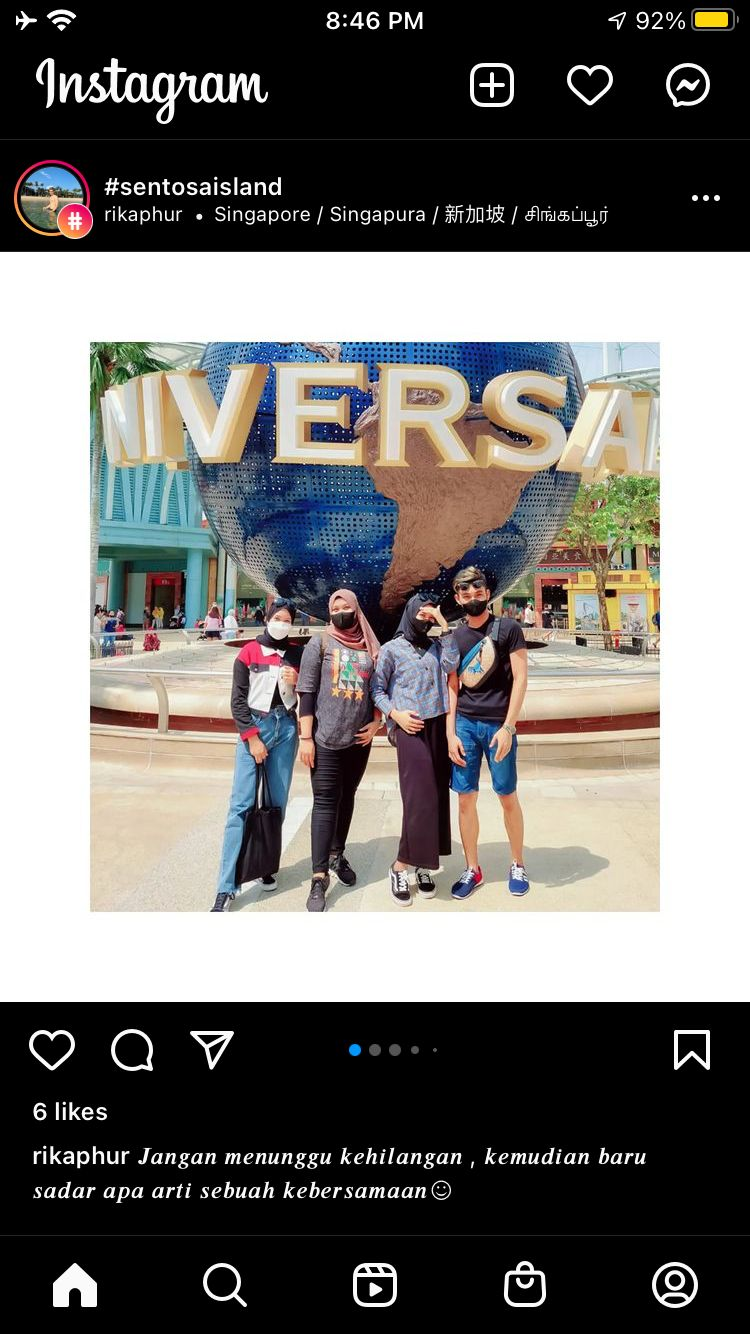 8:46 PM
92%
Instagram
#sentosaisland
rikaphur • Singapore / Singapura / 新加坡 / சிங்கப்பூர்
NIVERSA
6 likes
rikaphur Jangan menunggu kehilangan , kemudian baru
sadar apa arti sebuah kebersamaan☺